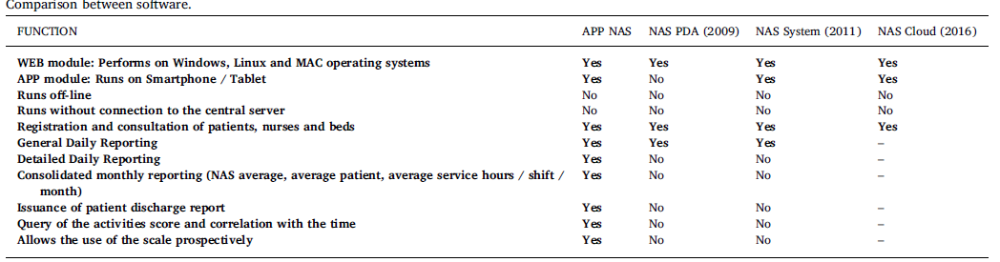 Comparison between software.
FUNCTION APP NAS NAS PDA (2009) NAS System (2011) NAS Cloud (2016)
WEB module: Performs on Windows, Linux and MAC operating systems Yes Yes Yes Yes
APP module: Runs on Smartphone / Tablet Yes No Yes Yes
Runs off-line No No No No
Runs without connection to the central server No No No No
Registration and consultation of patients, nurses and beds Yes Yes Yes Yes
General Daily Reporting Yes Yes Yes –
Detailed Daily Reporting Yes No No –
Consolidated monthly reporting (NAS average, average patient, average service hours / shift / Yes No No –
month)
Issuance of patient discharge report Yes No No –
Query of the activities score and correlation with the time Yes No No –
Allows the use of the scale prospectively Yes No No –